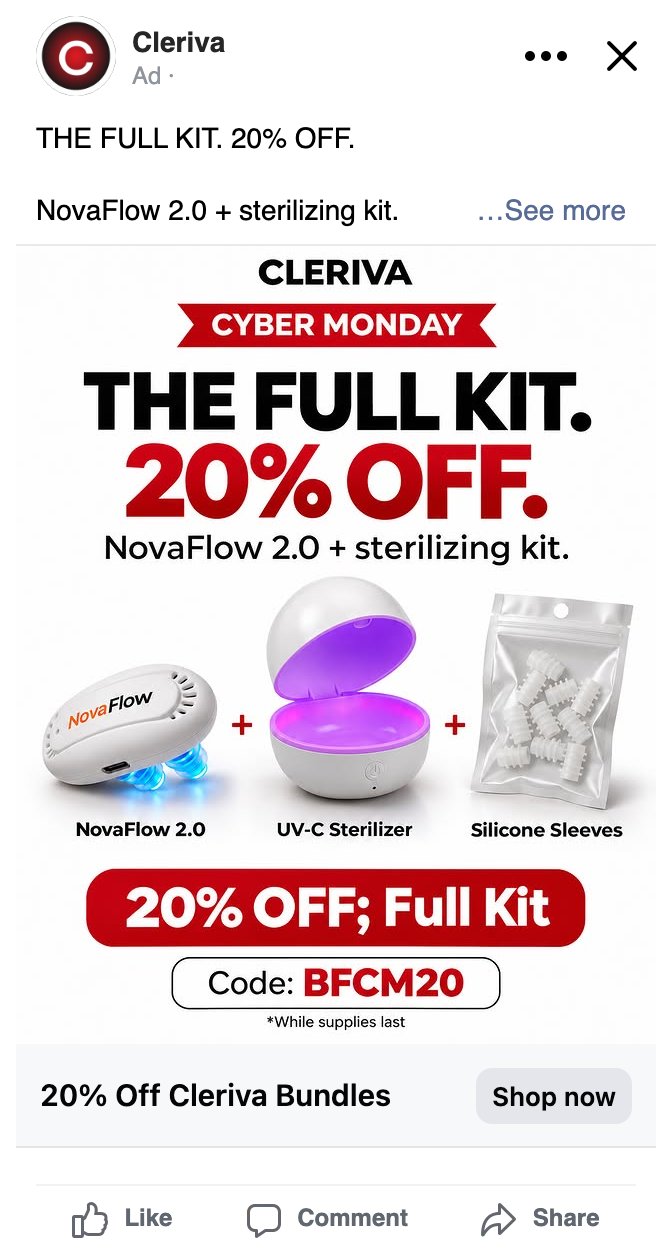 C
Cleriva
Ad ·
THE FULL KIT. 20% OFF.
NovaFlow 2.0 + sterilizing kit.
...See more
CLERIVA
CYBER MONDAY
THE FULL KIT.
20% OFF.
NovaFlow 2.0 + sterilizing kit.
NovaFlow
+
+
NovaFlow 2.0
UV-C Sterilizer
Silicone Sleeves
20% OFF; Full Kit
Code: BFCM20
*While supplies last
20% Off Cleriva Bundles
Shop now
Like
Comment
Share